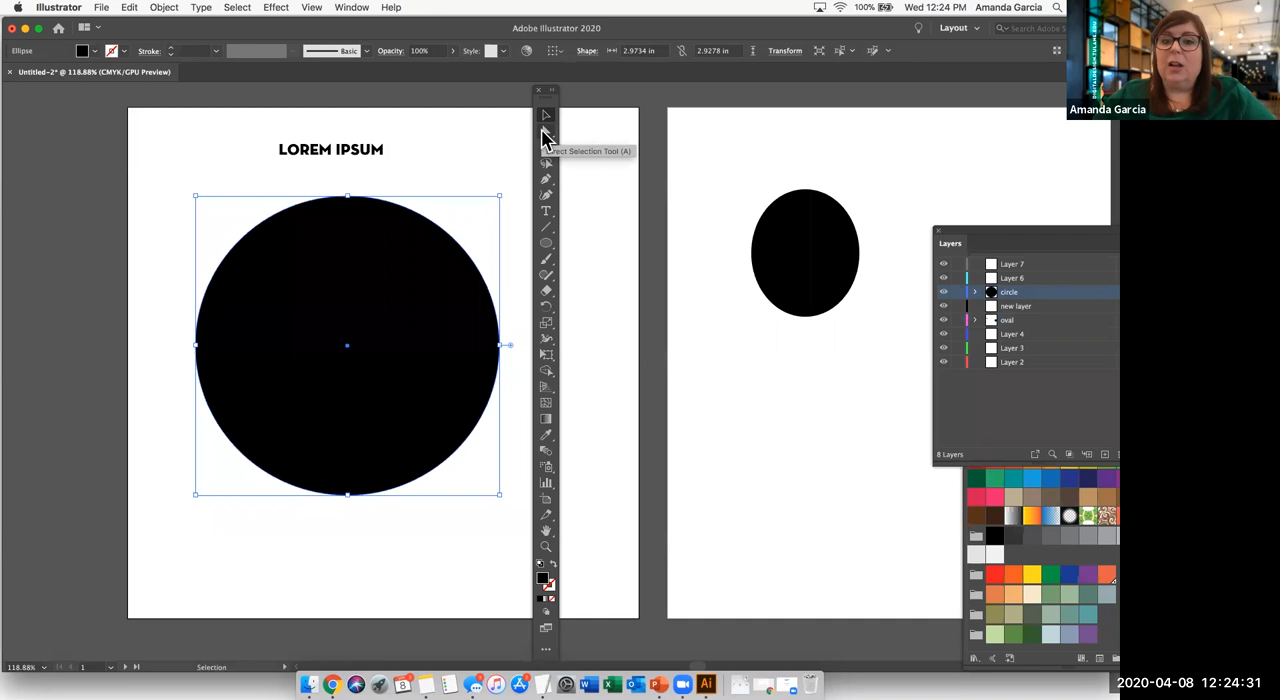 Illustrator File Edit Object Type Select Effect View Window Help
100% Wed 12:24 PM Amanda Garcia
Adobe Illustrator 2020
Layout
Search Adobe S
Ellipse
Stroke:
Basic
Opacity: 100%
Style:
Shape: 2.9734 in 2.9278 in
Transform
Untitled-2* @ 118.88% (CMYK/GPU Preview)
Amanda Garcia
LOREM IPSUM
rect Selection Tool (A)
Layers
Layer 7
Layer 6
circle
new layer
oval
Layer 4
Layer 3
Layer 2
8 Layers
118.88% 1 Selection
2020-04-08 12:24:31